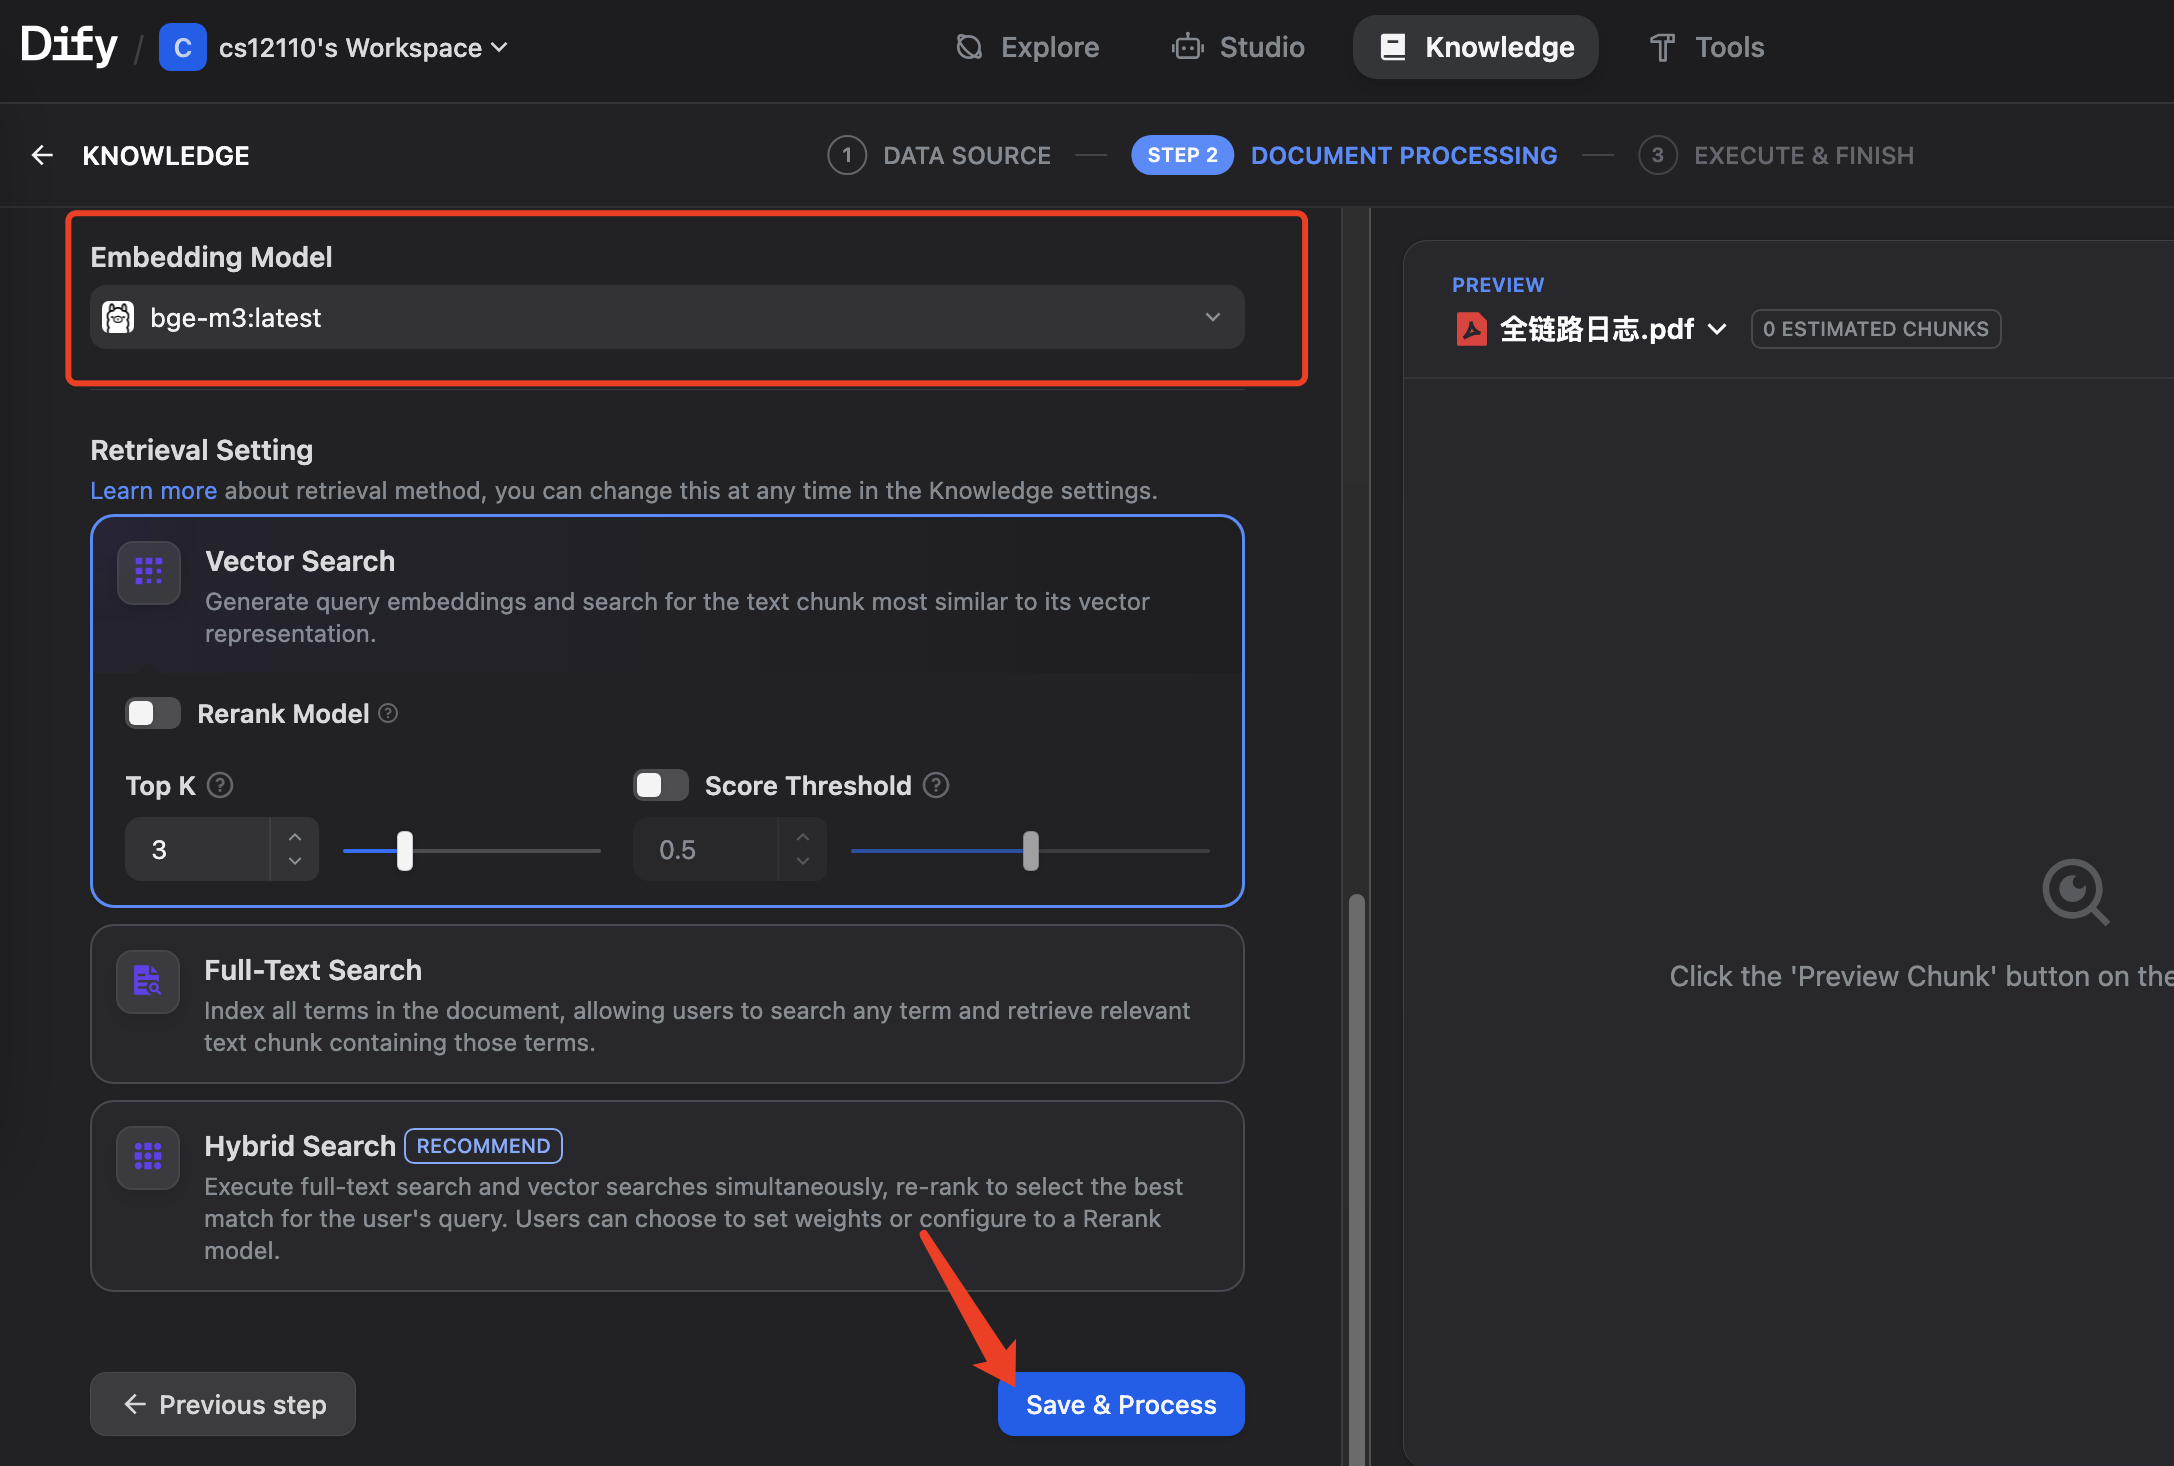 Dify / C cs12110's Workspace
Explore
Studio
Knowledge
Tools
KNOWLEDGE
1 DATA SOURCE
STEP 2 DOCUMENT PROCESSING
3 EXECUTE & FINISH
Embedding Model
bge-m3:latest
Retrieval Setting
Learn more about retrieval method, you can change this at any time in the Knowledge settings.
Vector Search
Generate query embeddings and search for the text chunk most similar to its vector
representation.
Rerank Model ?
Top K ?
Score Threshold ?
3
0.5
Full-Text Search
Index all terms in the document, allowing users to search any term and retrieve relevant
text chunk containing those terms.
Hybrid Search RECOMMEND
Execute full-text search and vector searches simultaneously, re-rank to select the best
match for the user's query. Users can choose to set weights or configure to a Rerank
model.
Previous step
Save & Process
PREVIEW
全链路日志.pdf
0 ESTIMATED CHUNKS
Click the 'Preview Chunk' button on the